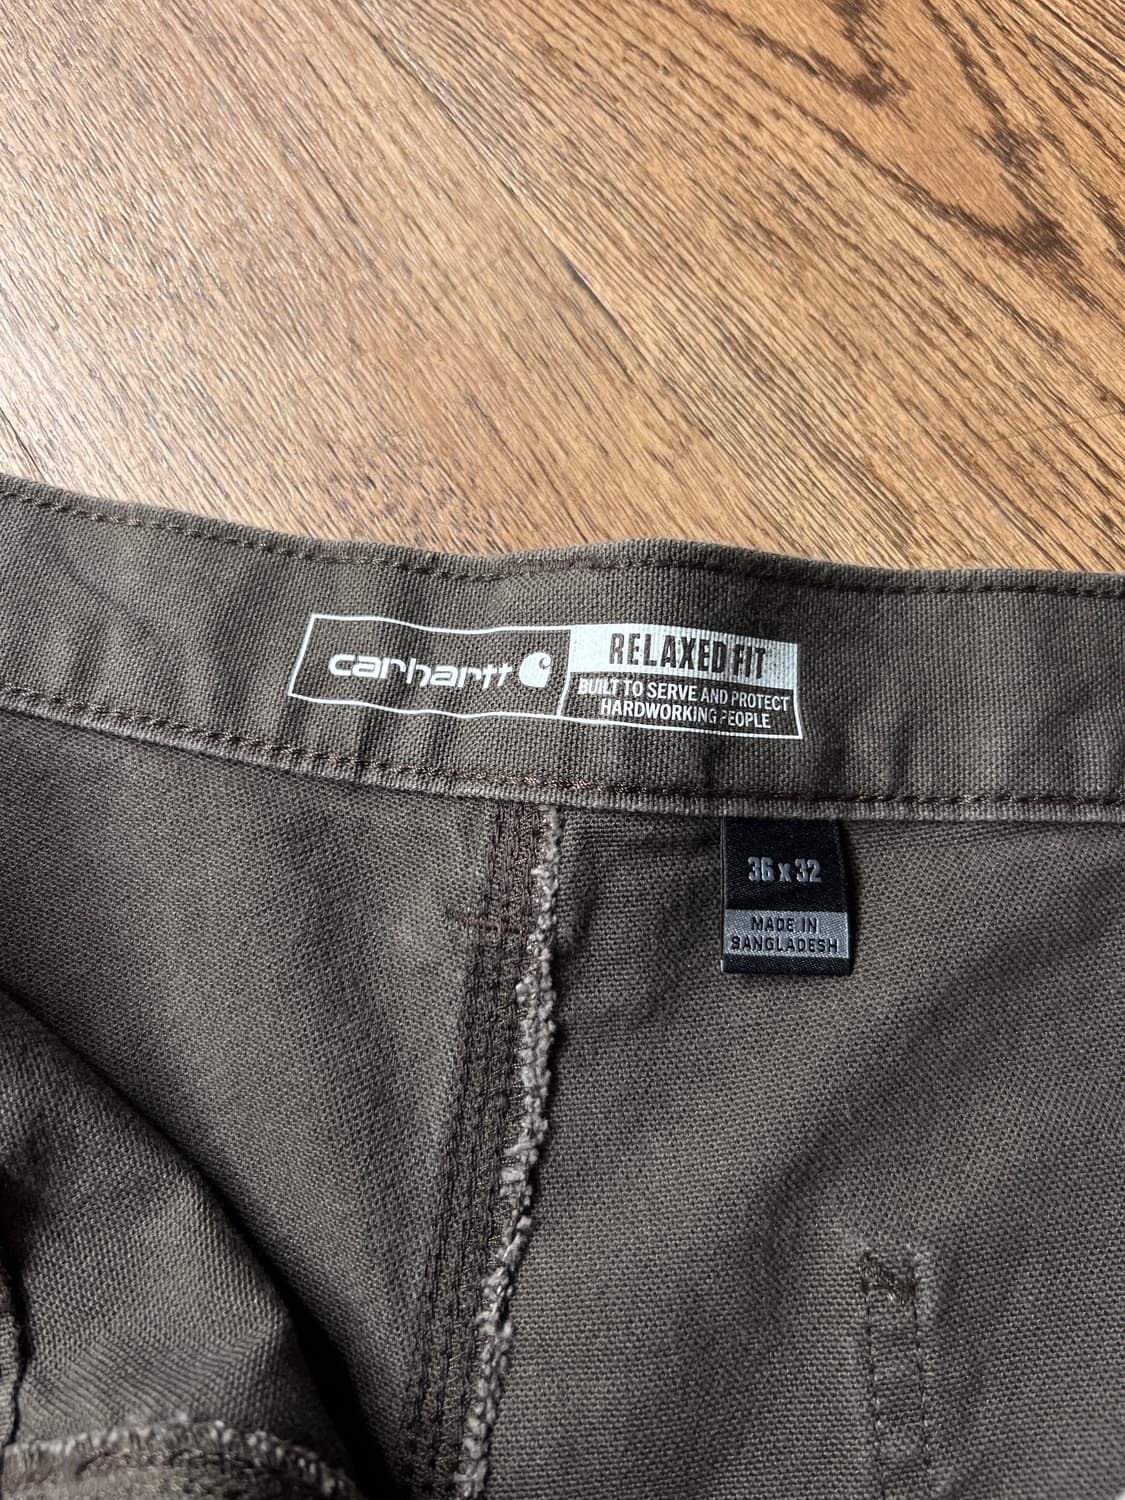 carhartt
RELAXED FIT
BUILT TO SERVE AND PROTECT
HARDWORKING PEOPLE
36 x 32
MADE IN
BANGLADESH